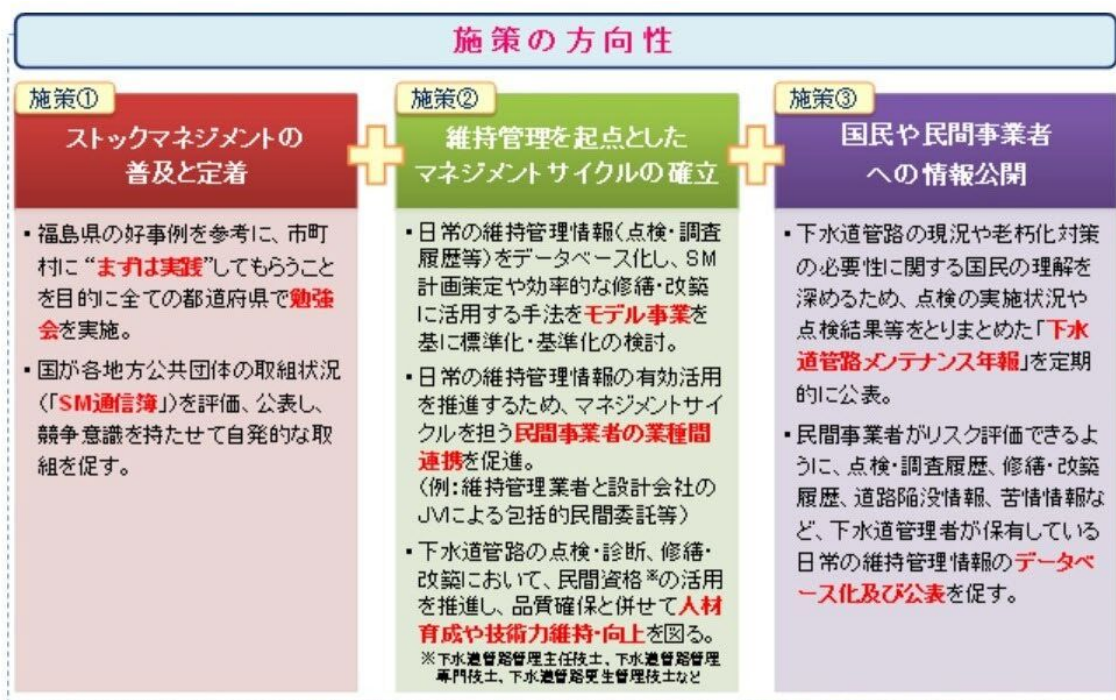 施策の方向性
施策①
ストックマネジメントの
普及と定着
▪福島県の好事例を参考に、市町
村に“まずは実践”してもらうこと
を目的に全ての都道府県で勉強
会を実施。
▪国が各地方公共団体の取組状況
(「SM通信簿」)を評価、公表し、
競争意識を持たせて自発的な取
組を促す。
施策②
維持管理を起点とした
マネジメントサイクルの確立
▪日常の維持管理情報(点検・調査
履歴等)をデータベース化し、SM
計画策定や効率的な修繕・改築
に活用する手法をモデル事業を
基に標準化・基準化の検討。
▪日常の維持管理情報の有効活用
を推進するため、マネジメントサイ
クルを担う民間事業者の業種間
連携を促進。
(例:維持管理業者と設計会社の
JVによる包括的民間委託等)
▪下水道管路の点検・診断、修繕・
改築において、民間資格※の活用
を推進し、品質確保と併せて人材
育成や技術力維持・向上を図る。
※下水道管路管理主任技士、下水道管路管理
専門技士、下水道管路更生管理技士など
施策③
国民や民間事業者
への情報公開
▪下水道管路の現況や老朽化対策
の必要性に関する国民の理解を
深めるため、点検の実施状況や
点検結果等をとりまとめた「下水
道管路メンテナンス年報」を定期
的に公表。
▪民間事業者がリスク評価できるよ
うに、点検・調査履歴、修繕・改築
履歴、道路陥没情報、苦情情報な
ど、下水道管理者が保有している
日常の維持管理情報のデータベ
ース化及び公表を促す。